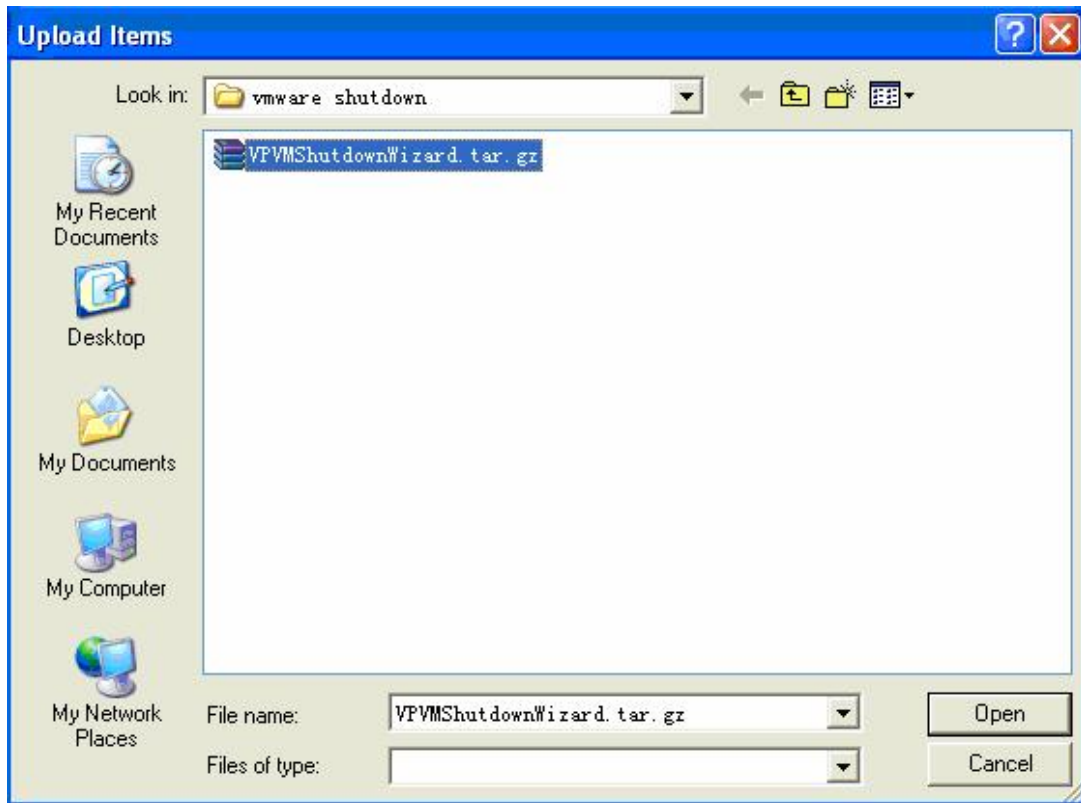 Upload Items
Look in:
vmware shutdown
VPVMShutdownWizard.tar.gz
My Recent
Documents
Desktop
My Documents
My Computer
My Network
Places
File name:
VPVMShutdownWizard.tar.gz
Open
Files of type:
Cancel